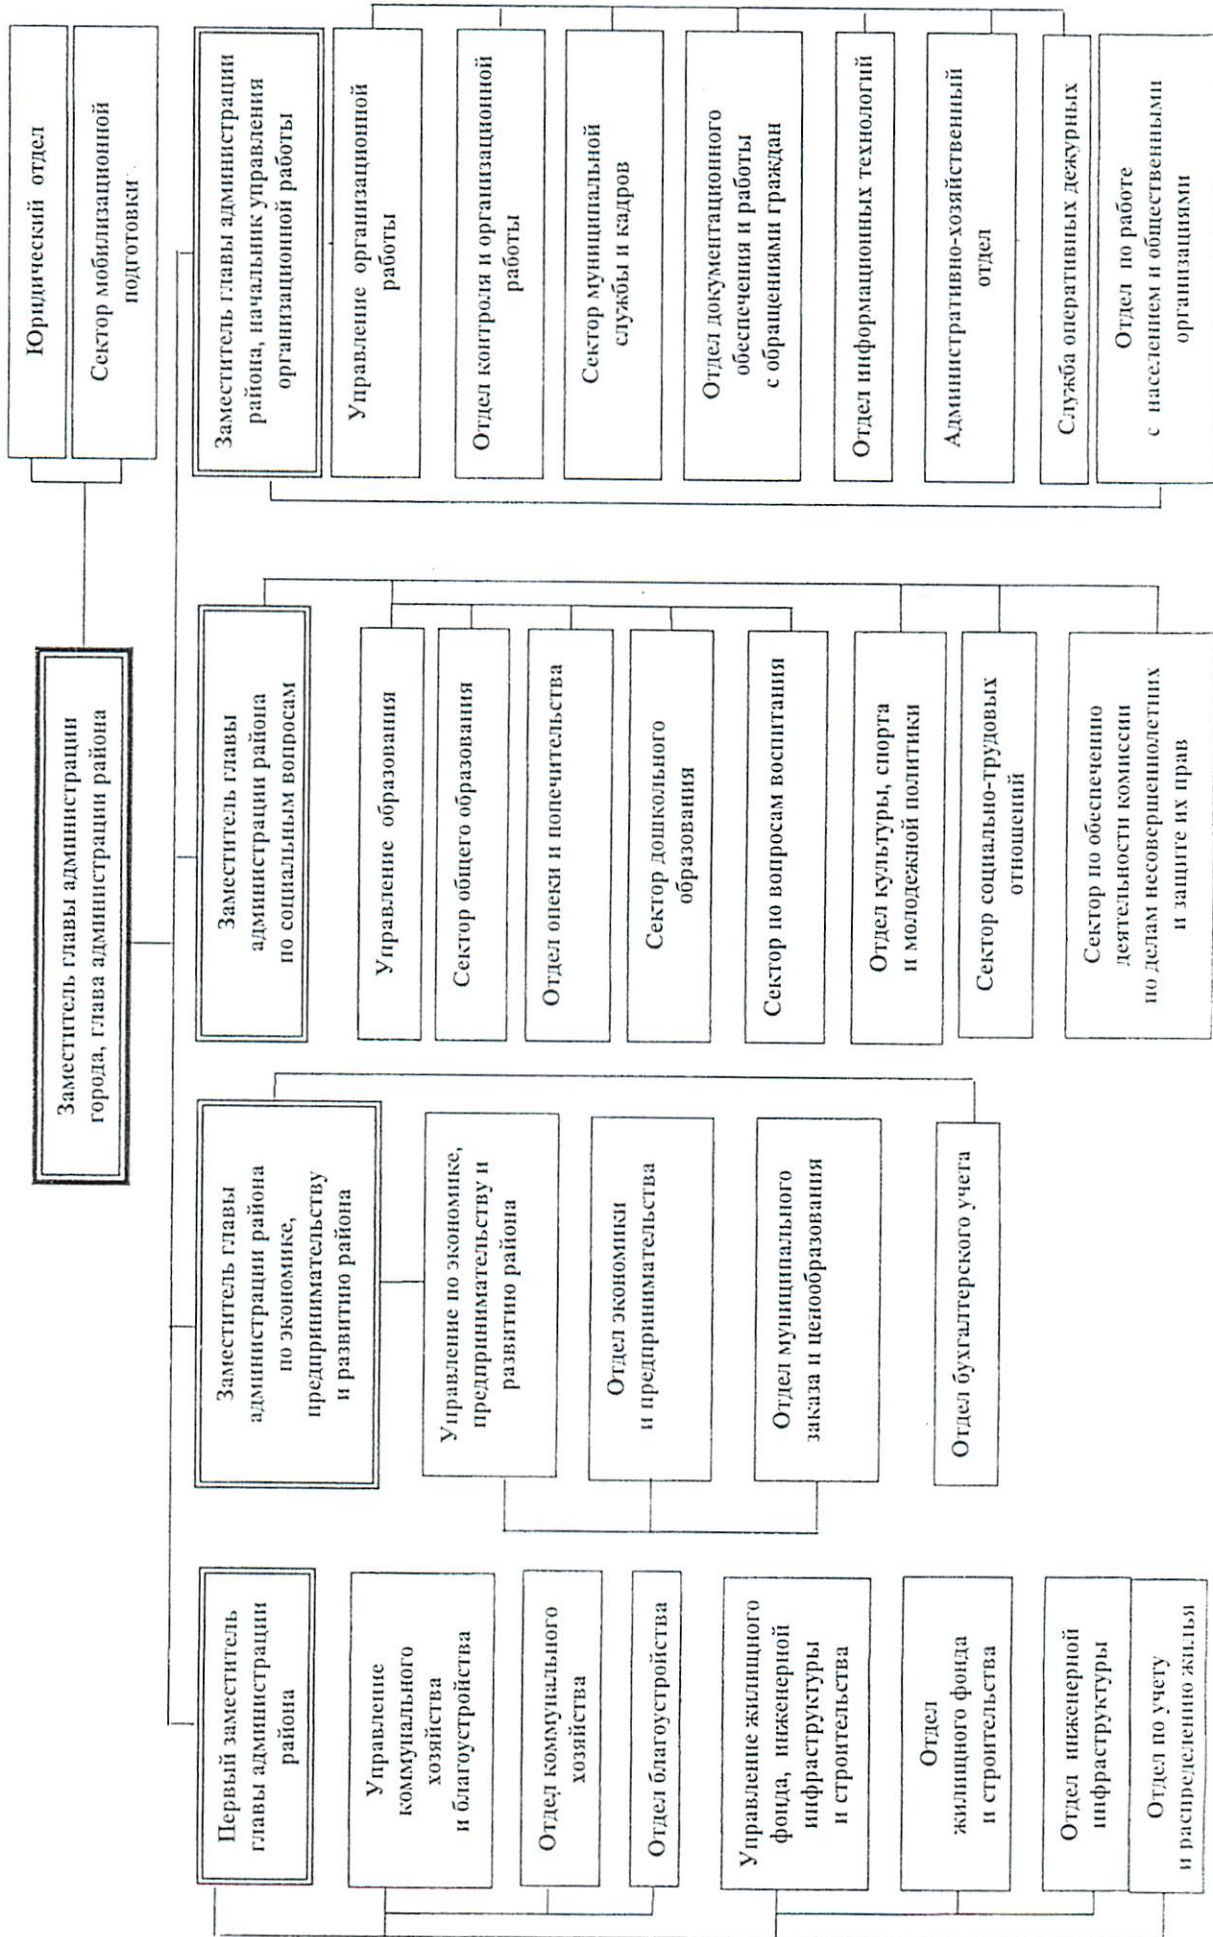 Заместитель главы администрации
города, глава администрации района
Юридический отдел
Сектор мобилизационной
подготовки
Первый заместитель
главы администрации
района
Управление
коммунального
хозяйства
и благоустройства
Отдел коммунального
хозяйства
Отдел благоустройства
Управление жилищного
фонда, инженерной
инфраструктуры
и строительства
Отдел
жилищного фонда
и строительства
Отдел инженерной
инфраструктуры
Отдел по учету
и распределению жилья
Заместитель главы
администрации района
по экономике,
предпринимательству
и развитию района
Управление по экономике,
предпринимательству и
развитию района
Отдел экономики
и предпринимательства
Отдел муниципального
заказа и ценообразования
Отдел бухгалтерского учета
Заместитель главы
администрации района
по социальным вопросам
Управление образования
Сектор общего образования
Отдел опеки и попечительства
Сектор дошкольного
образования
Сектор по вопросам воспитания
Отдел культуры, спорта
и молодежной политики
Сектор социально-трудовых
отношений
Сектор по обеспечению
деятельности комиссии
по делам несовершеннолетних
и защите их прав
Заместитель главы администрации
района, начальник управления
организационной работы
Управление организационной
работы
Отдел контроля и организационной
работы
Сектор муниципальной
службы и кадров
Отдел документационного
обеспечения и работы
с обращениями граждан
Отдел информационных технологий
Административно-хозяйственный
отдел
Служба оперативных дежурных
Отдел по работе
с населением и общественными
организациями